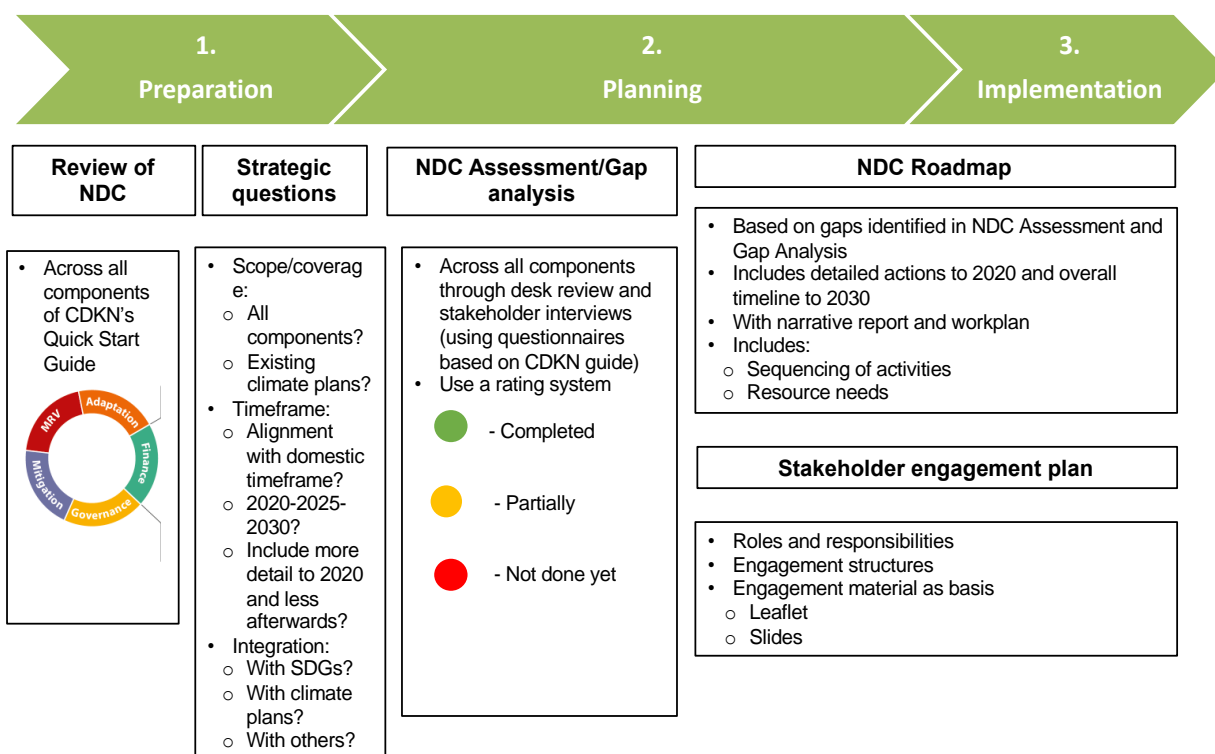 1.
Preparation
2.
Planning
3.
Implementation
Review of
NDC
• Across all
components
of CDKN's
Quick Start
Guide
MRV
Adaptation
Finance
Governance
Mitigation
Strategic
questions
• Scope/coverag
e:
o All
components?
o Existing
climate plans?
• Timeframe:
o Alignment
with domestic
timeframe?
o 2020-2025-
2030?
o Include more
detail to 2020
and less
afterwards?
• Integration:
o With SDGs?
o With climate
plans?
o With others?
NDC Assessment/Gap
analysis
• Across all components
through desk review and
stakeholder interviews
(using questionnaires
based on CDKN guide)
• Use a rating system
- Completed
- Partially
- Not done yet
NDC Roadmap
• Based on gaps identified in NDC Assessment and
Gap Analysis
• Includes detailed actions to 2020 and overall
timeline to 2030
• With narrative report and workplan
• Includes:
o Sequencing of activities
o Resource needs
Stakeholder engagement plan
• Roles and responsibilities
• Engagement structures
• Engagement material as basis
o Leaflet
o Slides